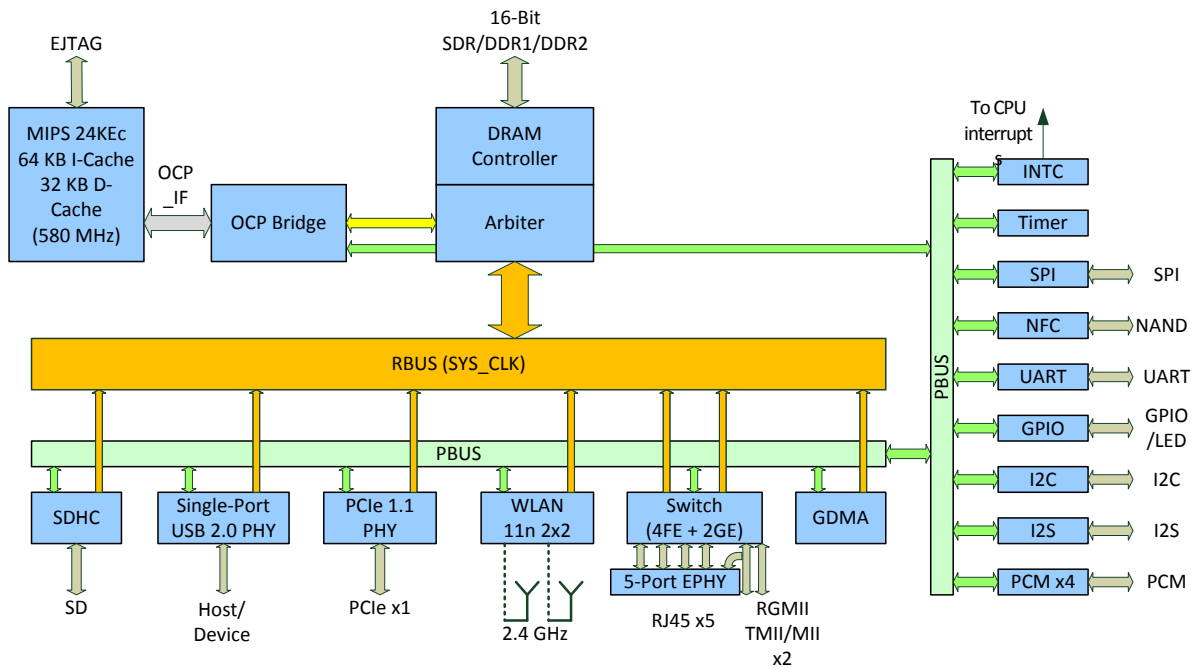 16-Bit
SDR/DDR1/DDR2
EJTAG
MIPS 24KEc
64 KB I-Cache
32 KB D-
Cache
(580 MHz)
OCP
_IF
OCP Bridge
DRAM
Controller
Arbiter
To CPU
interrupt
s
INTC
Timer
SPI
SPI
NFC
NAND
UART
UART
GPIO
GPIO
/LED
I2C
I2C
I2S
I2S
PCM x4
PCM
PBUS
RBUS (SYS_CLK)
PBUS
SDHC
Single-Port
USB 2.0 PHY
PCIe 1.1
PHY
WLAN
11n 2x2
Switch
(4FE + 2GE)
GDMA
5-Port EPHY
SD
Host/
Device
PCIe x1
2.4 GHz
RJ45 x5
RGMII
TMII/MII
x2